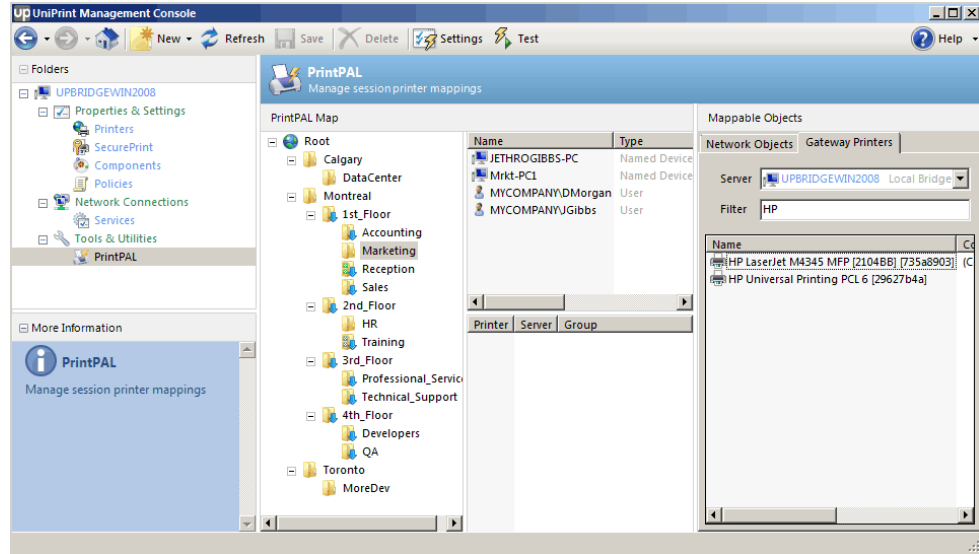 UniPrint Management Console
New
Refresh
Save
Delete
Settings
Test
Help
Folders
UPBRIDGEWIN2008
Properties & Settings
Printers
SecurePrint
Components
Policies
Network Connections
Services
Tools & Utilities
PrintPAL
More Information
PrintPAL
Manage session printer mappings
PrintPAL
Manage session printer mappings
PrintPAL Map
Root
Calgary
DataCenter
Montreal
1st_Floor
Accounting
Marketing
Reception
Sales
2nd_Floor
HR
Training
3rd_Floor
Professional_Servic
Technical_Support
4th_Floor
Developers
QA
Toronto
MoreDev
Name Type
JETHROGIBBS-PC Named Device
Mrkt-PC1 Named Device
MYCOMPANY\DMorgan User
MYCOMPANY\JGibbs User
Printer Server Group
Mappable Objects
Network Objects Gateway Printers
Server UPBRIDGEWIN2008 Local Bridge
Filter HP
Name Co
HP LaserJet M4345 MFP [2104BB] [735a8903] (C
HP Universal Printing PCL 6 [29627b4a]